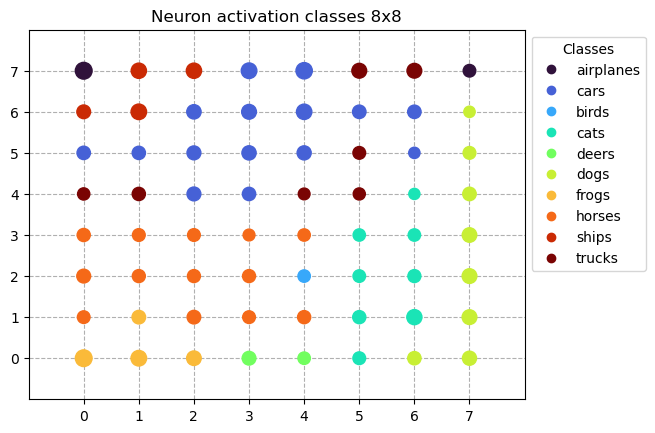 Neuron activation classes 8x8
7
6
5
4
3
2
1
0
0 1 2 3 4 5 6 7
Classes
airplanes
cars
birds
cats
deers
dogs
frogs
horses
ships
trucks